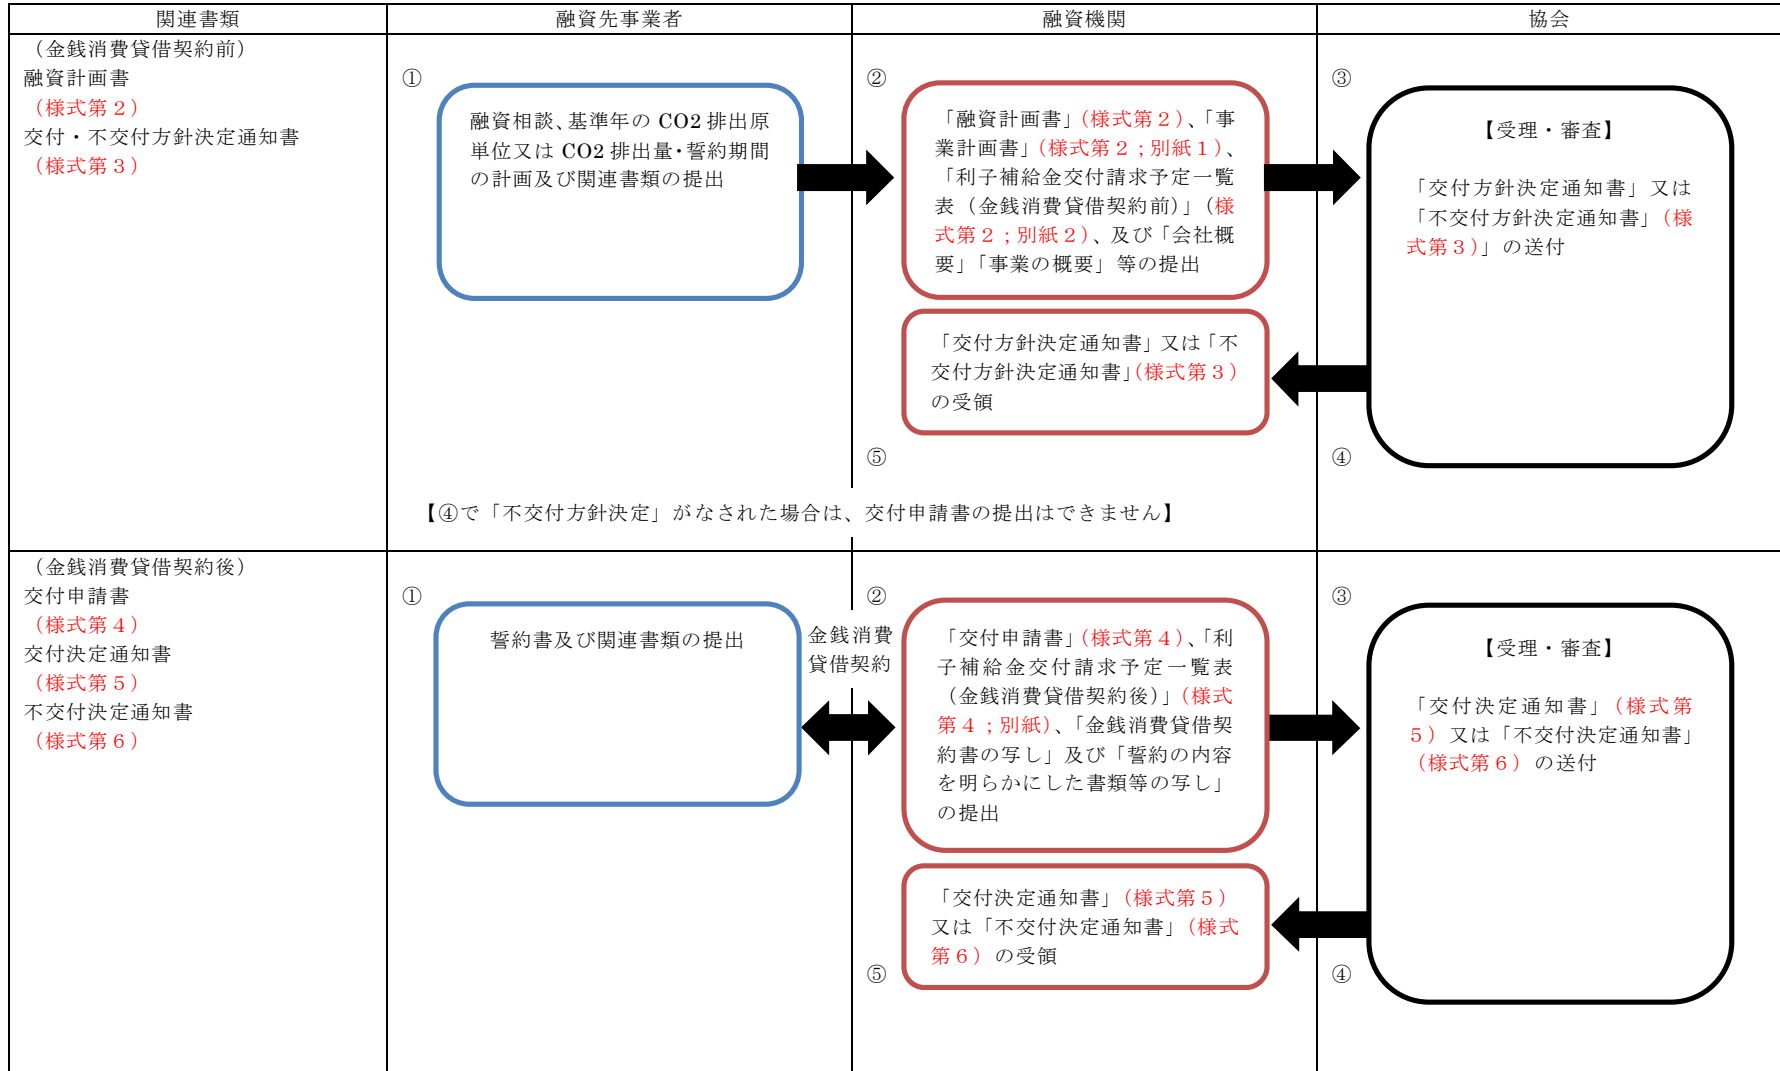 関連書類
融資先事業者
融資機関
協会
（金銭消費貸借契約前）
融資計画書
（様式第２）
交付・不交付方針決定通知書
（様式第３）
①
融資相談、基準年の CO2 排出原
単位又は CO2 排出量・誓約期間
の計画及び関連書類の提出
②
「融資計画書」（様式第２）、「事
業計画書」（様式第２；別紙１）、
「利子補給金交付請求予定一覧
表（金銭消費貸借契約前）」（様
式第２；別紙２）、及び「会社概
要」「事業の概要」等の提出
③
【受理・審査】
「交付方針決定通知書」又は
「不交付方針決定通知書」（様
式第３）」の送付
「交付方針決定通知書」又は「不
交付方針決定通知書」（様式第３）
の受領
⑤
④
【④で「不交付方針決定」がなされた場合は、交付申請書の提出はできません】
（金銭消費貸借契約後）
交付申請書
（様式第４）
交付決定通知書
（様式第５）
不交付決定通知書
（様式第６）
①
誓約書及び関連書類の提出
金銭消費
貸借契約
②
「交付申請書」（様式第４）、「利
子補給金交付請求予定一覧表
（金銭消費貸借契約後）」（様式
第４；別紙）、「金銭消費貸借契
約書の写し」及び「誓約の内容
を明らかにした書類等の写し」
の提出
③
【受理・審査】
「交付決定通知書」（様式第
５）又は「不交付決定通知書」
（様式第６）の送付
「交付決定通知書」（様式第５）
又は「不交付決定通知書」（様式
第６）の受領
⑤
④